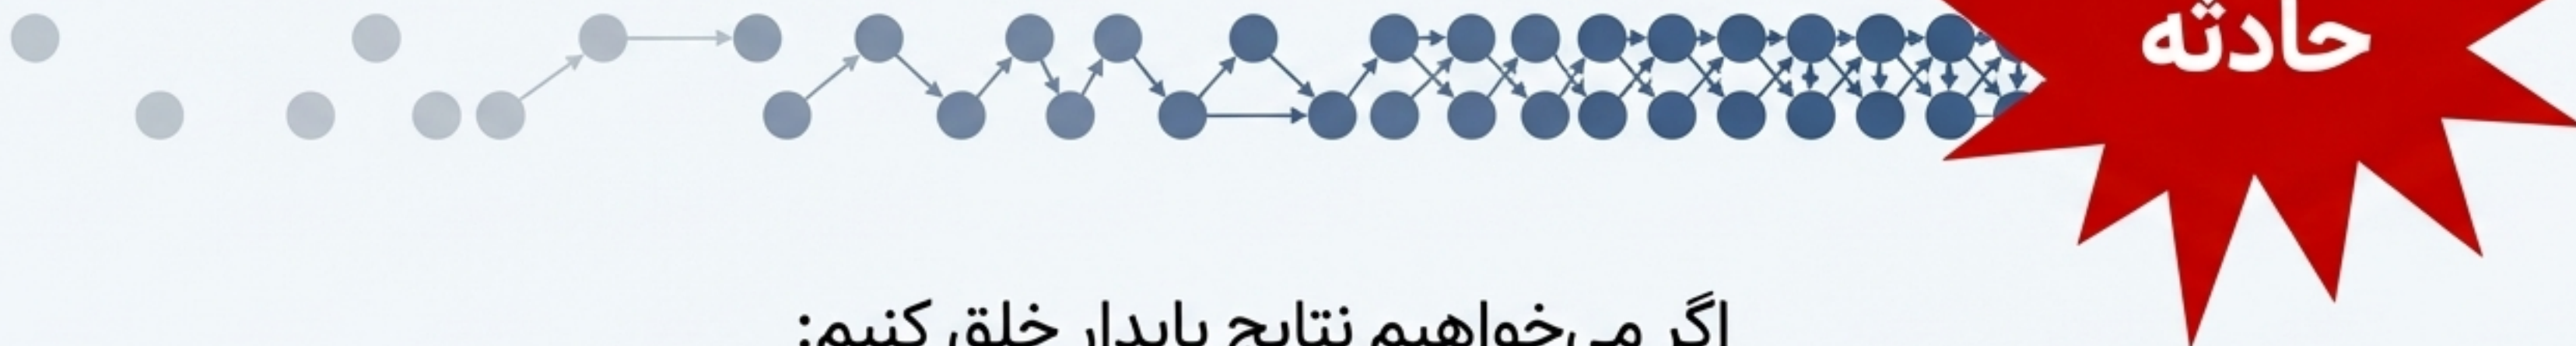 حادثه
اگر می‌خواهیم نتایج پایدار خلق کنیم: